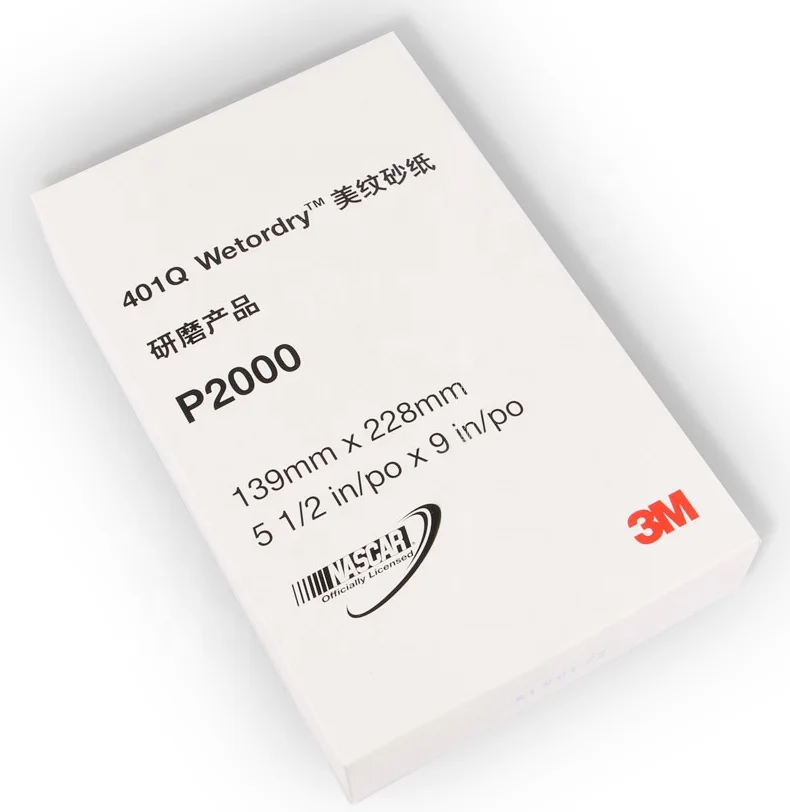 401Q Wetordry™ 美纹砂纸
研磨产品
P2000
139mm x 228mm
5 1/2 in/po x 9 in/po
NASCAR
Officially Licensed
3M